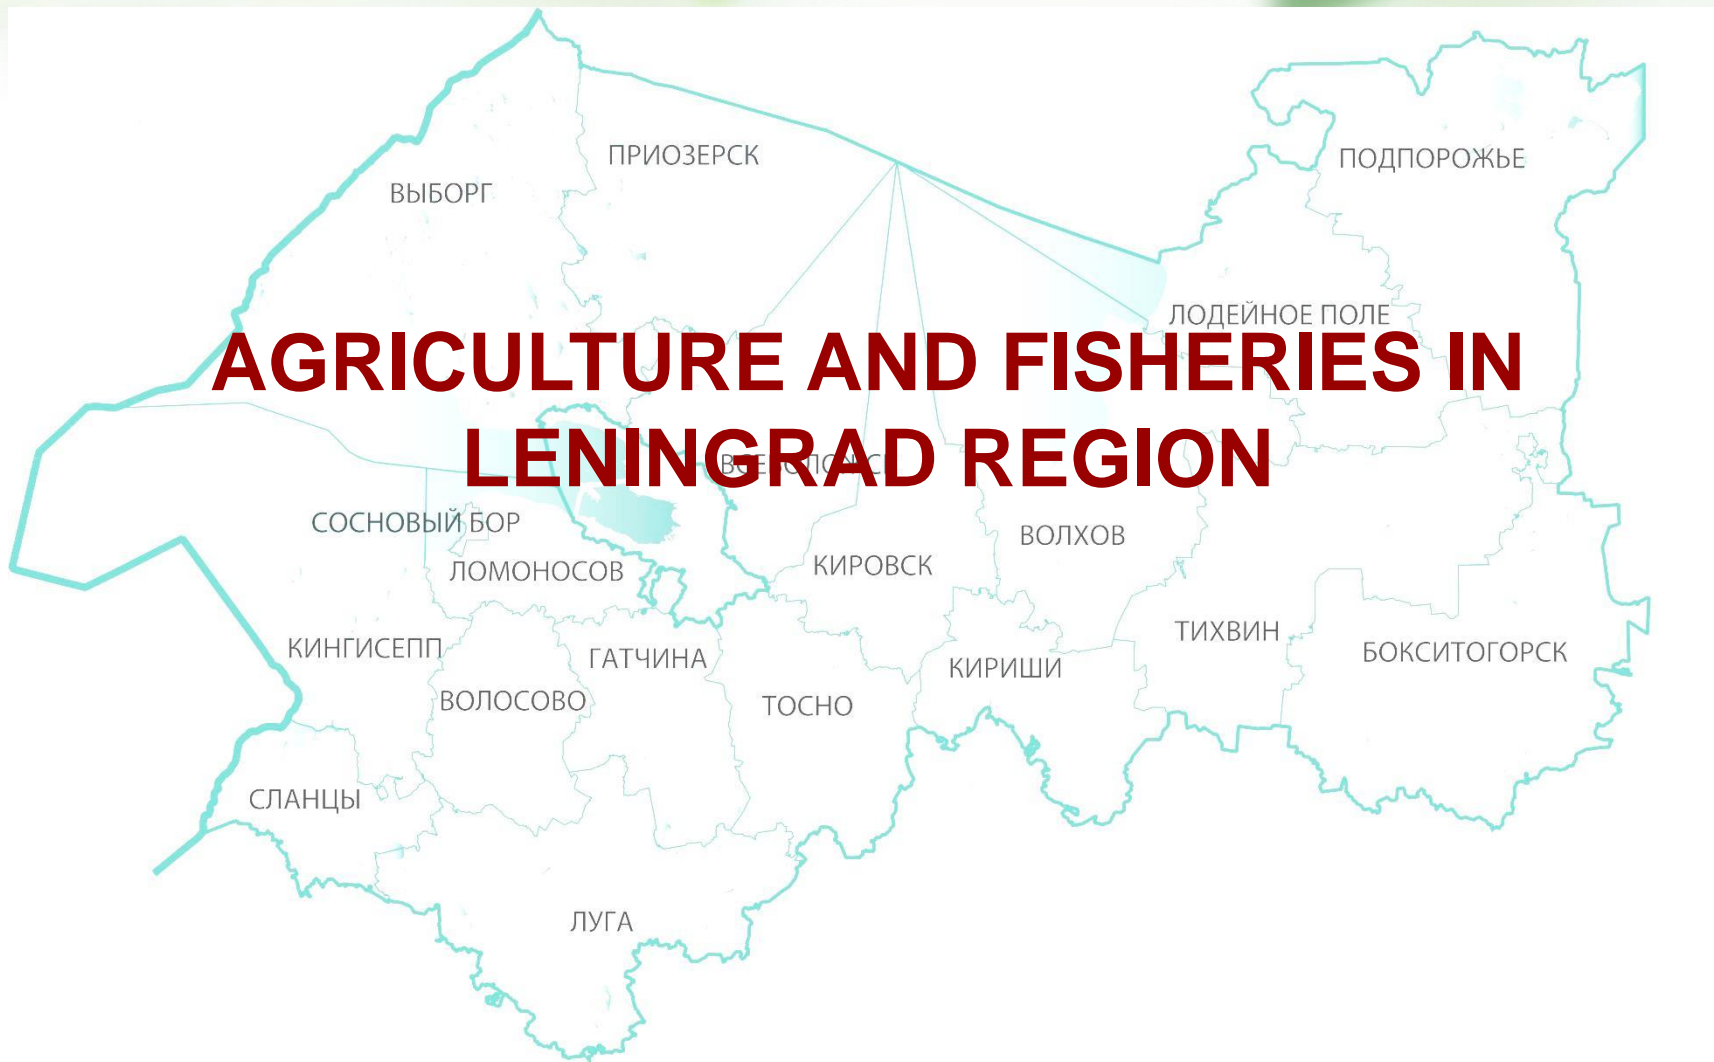 ПРИОЗЕРСК
ПОДПОРОЖЬЕ
ВЫБОРГ
ЛОДЕЙНОЕ ПОЛЕ
AGRICULTURE AND FISHERIES IN
LENINGRAD REGION
СОСНОВЫЙ БОР
ВОЛХОВ
ЛОМОНОСОВ
КИРОВСК
КИНГИСЕПП
ГАТЧИНА
КИРИШИ
ТИХВИН
БОКСИТОГОРСК
ВОЛОСОВО
ТОСНО
СЛАНЦЫ
ЛУГА